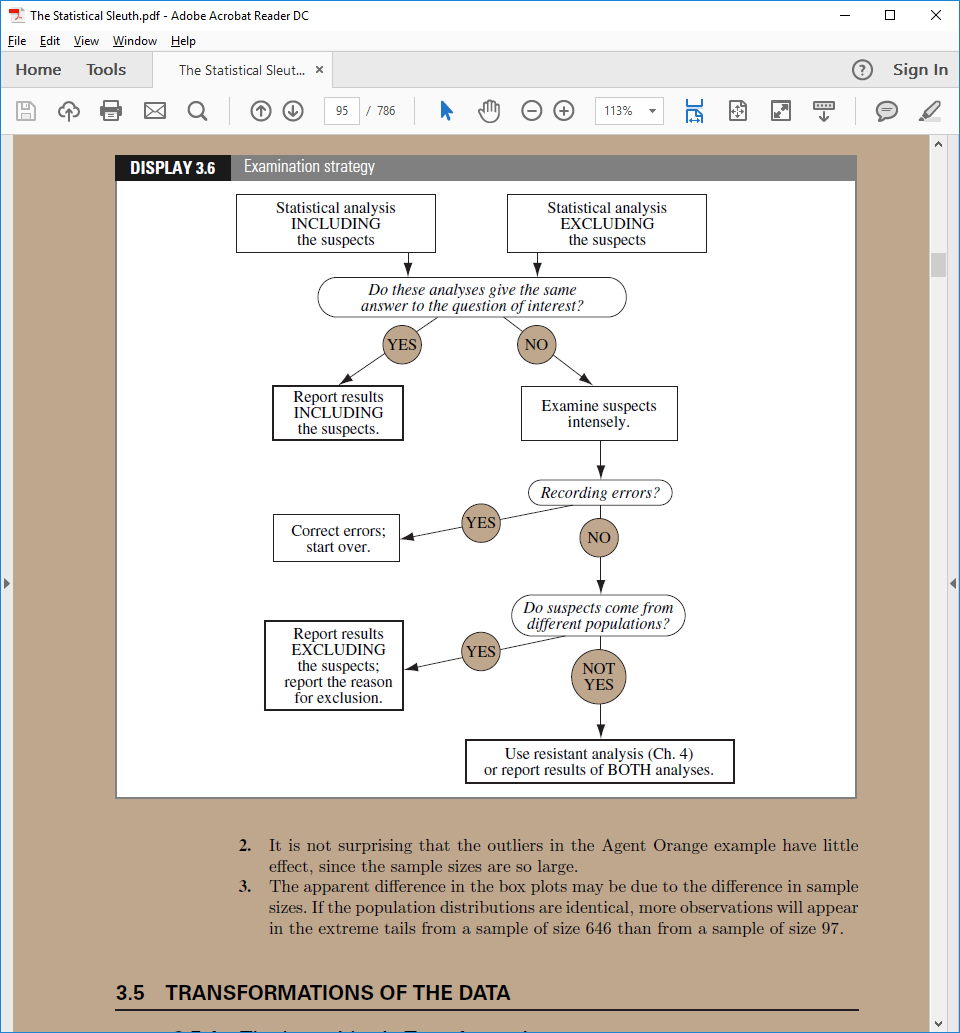 The Statistical Sleuth.pdf - Adobe Acrobat Reader DC
File Edit View Window Help
Home Tools The Statistical Sleut... × ? Sign In
95 / 786 113%
DISPLAY 3.6 Examination strategy
Statistical analysis
INCLUDING
the suspects
Statistical analysis
EXCLUDING
the suspects
Do these analyses give the same
answer to the question of interest?
YES
NO
Report results
INCLUDING
the suspects.
Examine suspects
intensely.
Recording errors?
YES
NO
Correct errors;
start over.
Do suspects come from
different populations?
YES
NOT
YES
Report results
EXCLUDING
the suspects;
report the reason
for exclusion.
Use resistant analysis (Ch. 4)
or report results of BOTH analyses.
2. It is not surprising that the outliers in the Agent Orange example have little
effect, since the sample sizes are so large.
3. The apparent difference in the box plots may be due to the difference in sample
sizes. If the population distributions are identical, more observations will appear
in the extreme tails from a sample of size 646 than from a sample of size 97.
3.5 TRANSFORMATIONS OF THE DATA